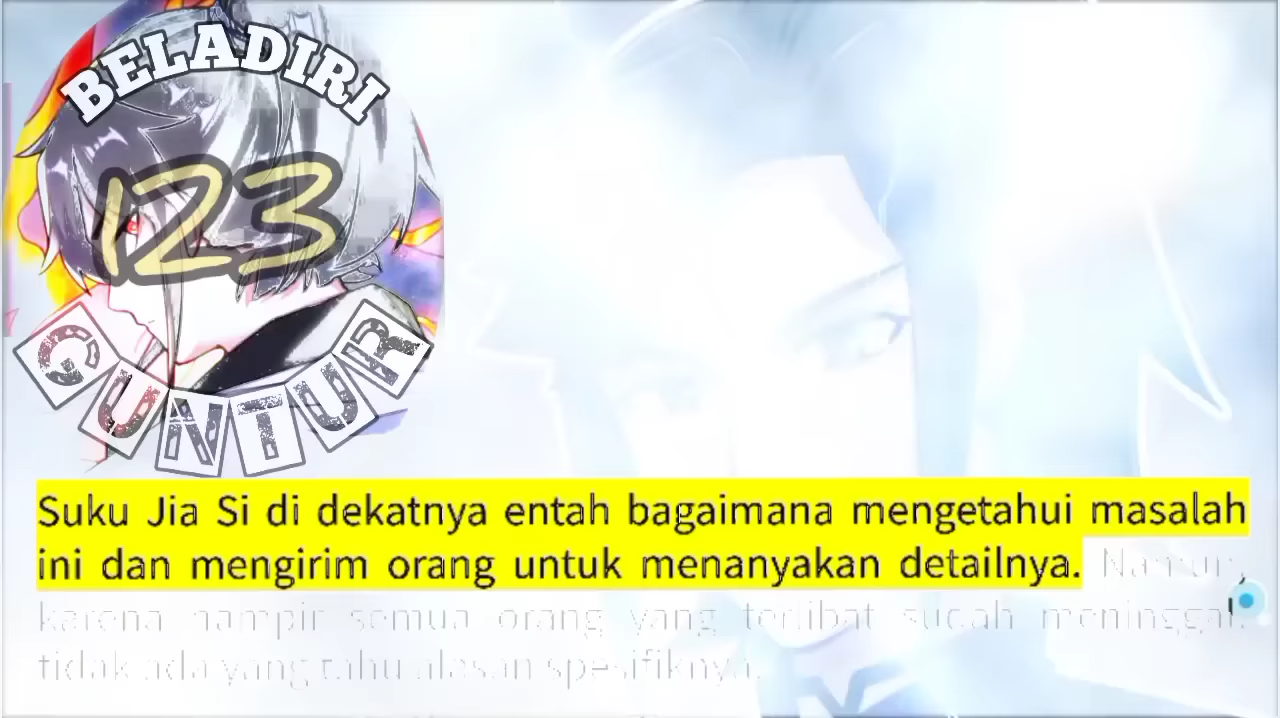 BELADIRI
123
GUNTUR
Suku Jia Si di dekatnya entah bagaimana mengetahui masalah
ini dan mengirim orang untuk menanyakan detailnya. Namun,
karena hampir semua orang yang terlibat sudah meninggal,
tidak ada yang tahu alasan spesifiknya.